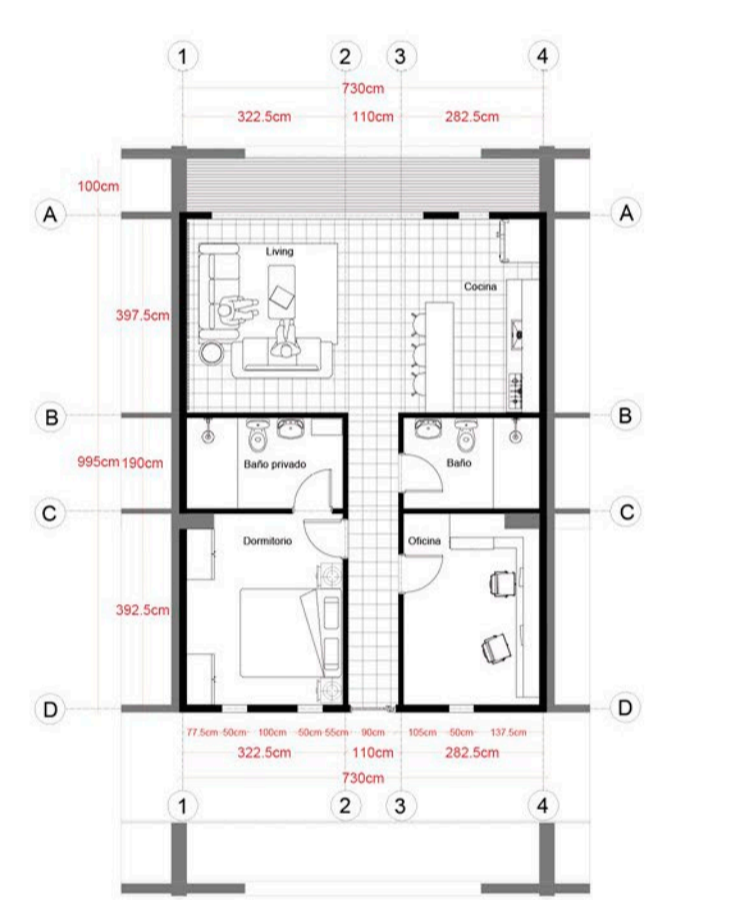 1 2 3 4
730cm
322.5cm 110cm 282.5cm
100cm
A A
Living
Cocina
397.5cm
B B
995cm 190cm
Baño privado Baño
C C
Dormitorio Oficina
392.5cm
D D
77.5cm 50cm 100cm 50cm 55cm 90cm 105cm 50cm 137.5cm
322.5cm 110cm 282.5cm
730cm
1 2 3 4